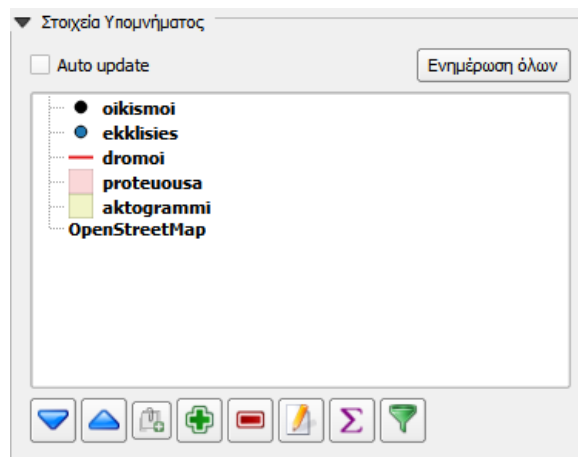 Στοιχεία Υπομνήματος
Auto update
Ενημέρωση όλων
oikismoi
ekklisies
dromoi
proteuousa
aktogrammi
OpenStreetMap
Σ